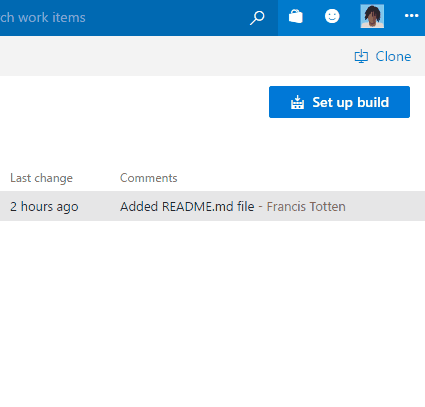 ch work items
Clone
Set up build
Last change Comments
2 hours ago Added README.md file - Francis Totten